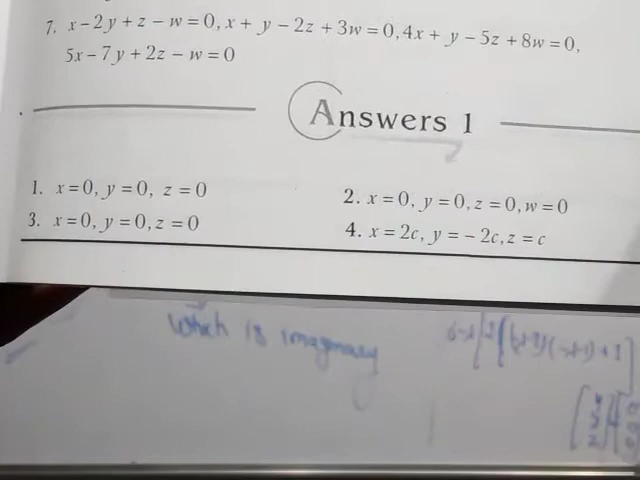 7. x−2y+z−w=0, x+y−2z+3w=0, 4x+y−5z+8w=0,
5x−7y+2z−w=0
Answers 1
1. x=0, y=0, z=0
2. x=0, y=0, z=0, w=0
3. x=0, y=0, z=0
4. x=2c, y=−2c, z=c
Which is imaginary